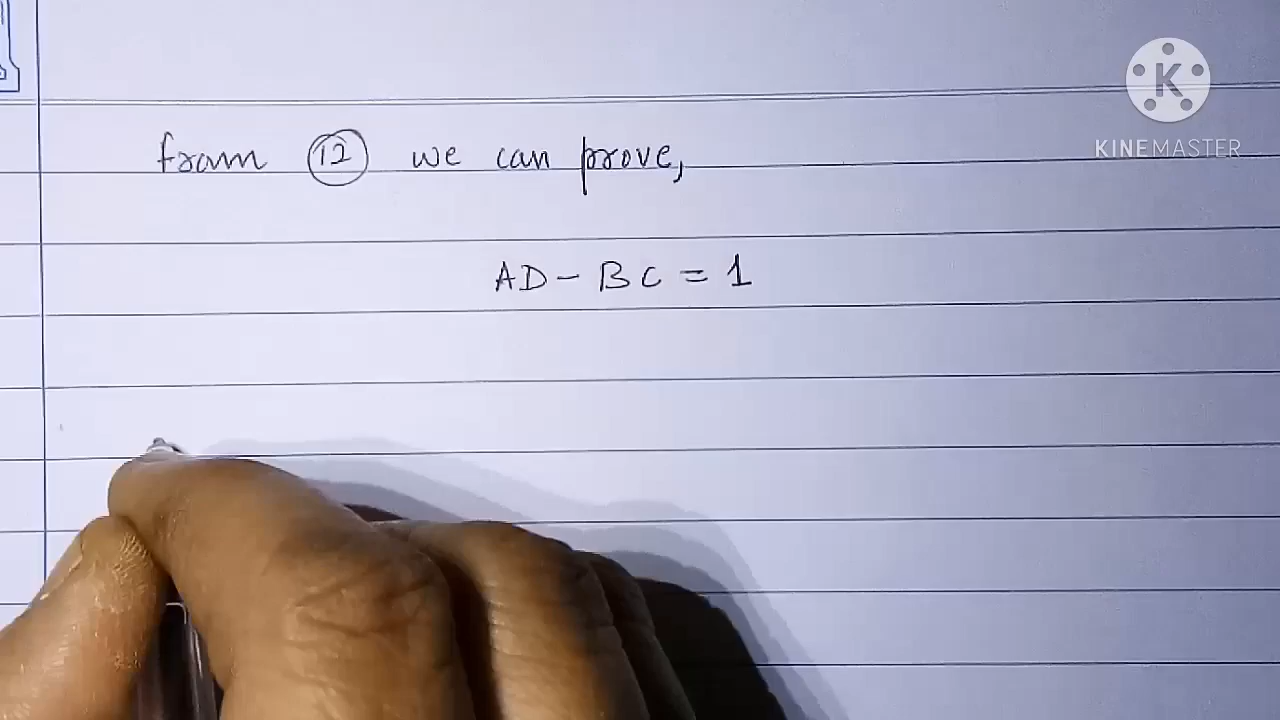 K
KINEMASTER
from 12 we can prove,
AD - BC = 1